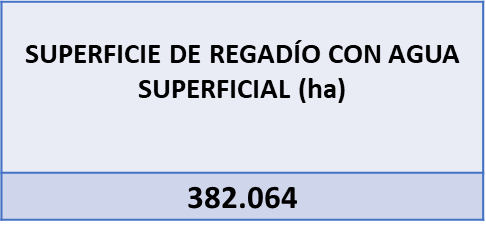 SUPERFICIE DE REGADÍO CON AGUA
SUPERFICIAL (ha)
382.064